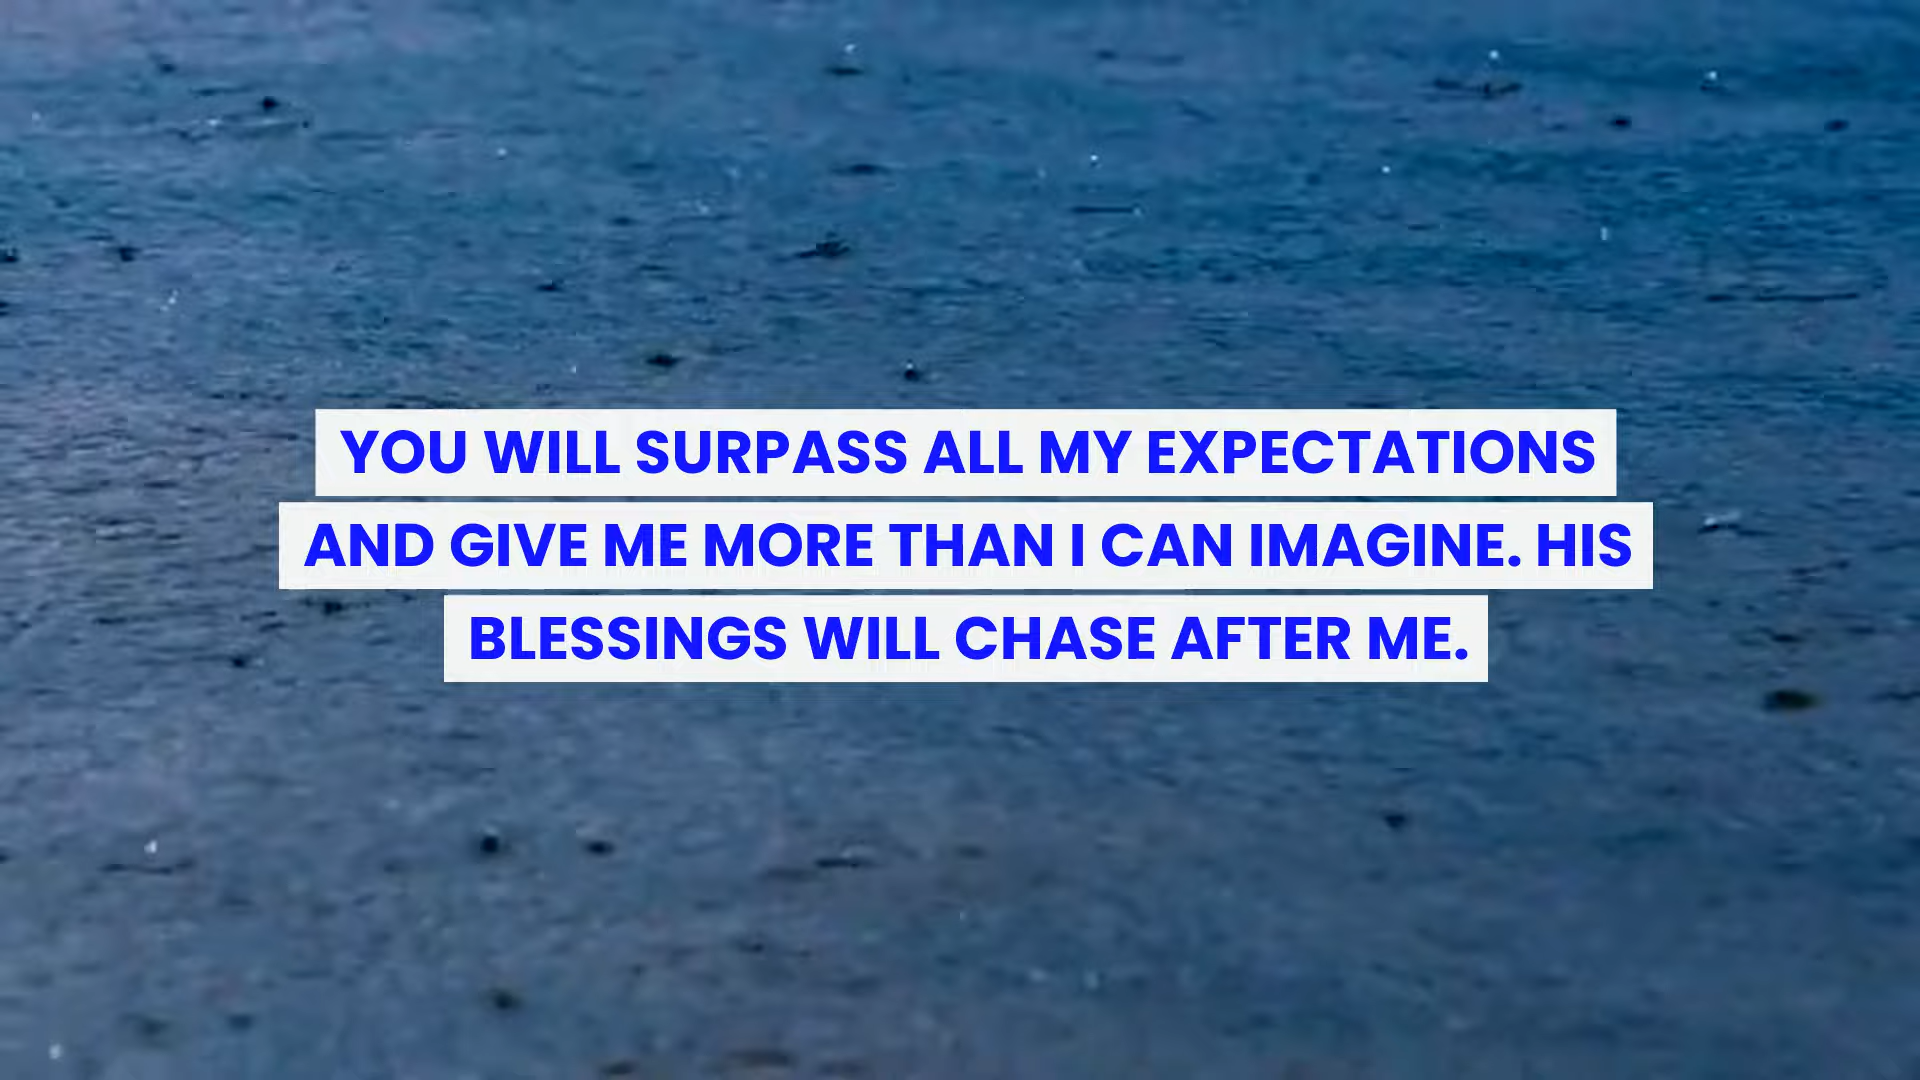 YOU WILL SURPASS ALL MY EXPECTATIONS
AND GIVE ME MORE THAN I CAN IMAGINE. HIS
BLESSINGS WILL CHASE AFTER ME.